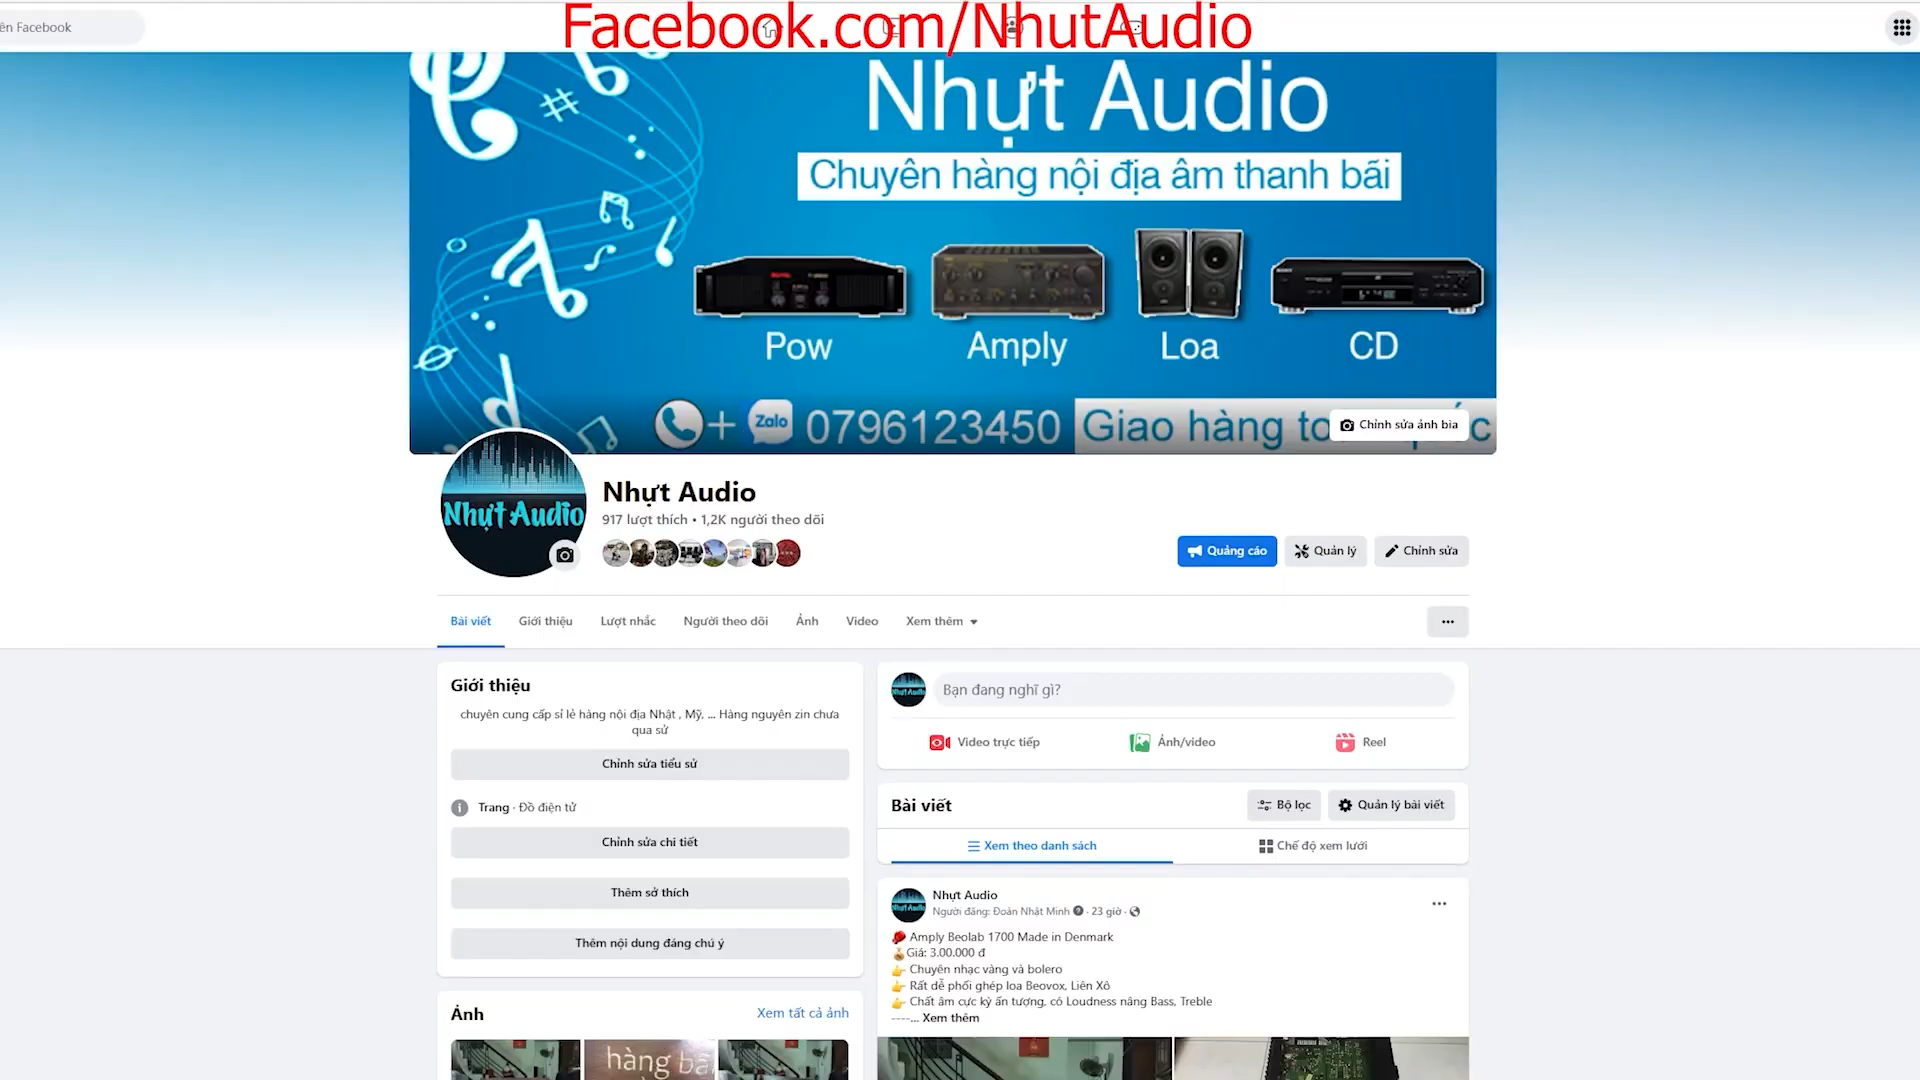 ên Facebook
Facebook.com/NhutAudio
Nhựt Audio
Chuyên hàng nội địa âm thanh bãi
Pow
Amply
Loa
CD
+ Zalo 0796123450
Giao hàng to
c
Chỉnh sửa ảnh bìa
Nhựt Audio
Nhựt Audio
917 lượt thích • 1,2K người theo dõi
Quảng cáo
Quản lý
Chỉnh sửa
Bài viết
Giới thiệu
Lượt nhắc
Người theo dõi
Ảnh
Video
Xem thêm
Giới thiệu
chuyên cung cấp sỉ lẻ hàng nội địa Nhật , Mỹ, ... Hàng nguyên zin chưa
qua sử
Chỉnh sửa tiểu sử
Trang · Đồ điện tử
Chỉnh sửa chi tiết
Thêm sở thích
Thêm nội dung đáng chú ý
Ảnh
Xem tất cả ảnh
hàng bã
Nhựt Audio
Bạn đang nghĩ gì?
Video trực tiếp
Ảnh/video
Reel
Bài viết
Bộ lọc
Quản lý bài viết
Xem theo danh sách
Chế độ xem lưới
Nhựt Audio
Nhựt Audio
Người đăng: Đoàn Nhật Minh · 23 giờ ·
Amply Beolab 1700 Made in Denmark
Giá: 3.00.000 đ
Chuyên nhạc vàng và bolero
Rất dễ phối ghép loa Beovox, Liên Xô
Chất âm cực kỳ ấn tượng, có Loudness nâng Bass, Treble
----... Xem thêm